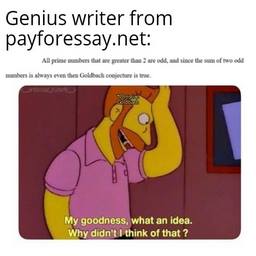 Genius writer from
payforessay.net:
All prime numbers that are greater than 2 are odd, and since the sum of two odd
numbers is always even then Goldbach conjecture is true.
My goodness, what an idea.
Why didn't I think of that ?